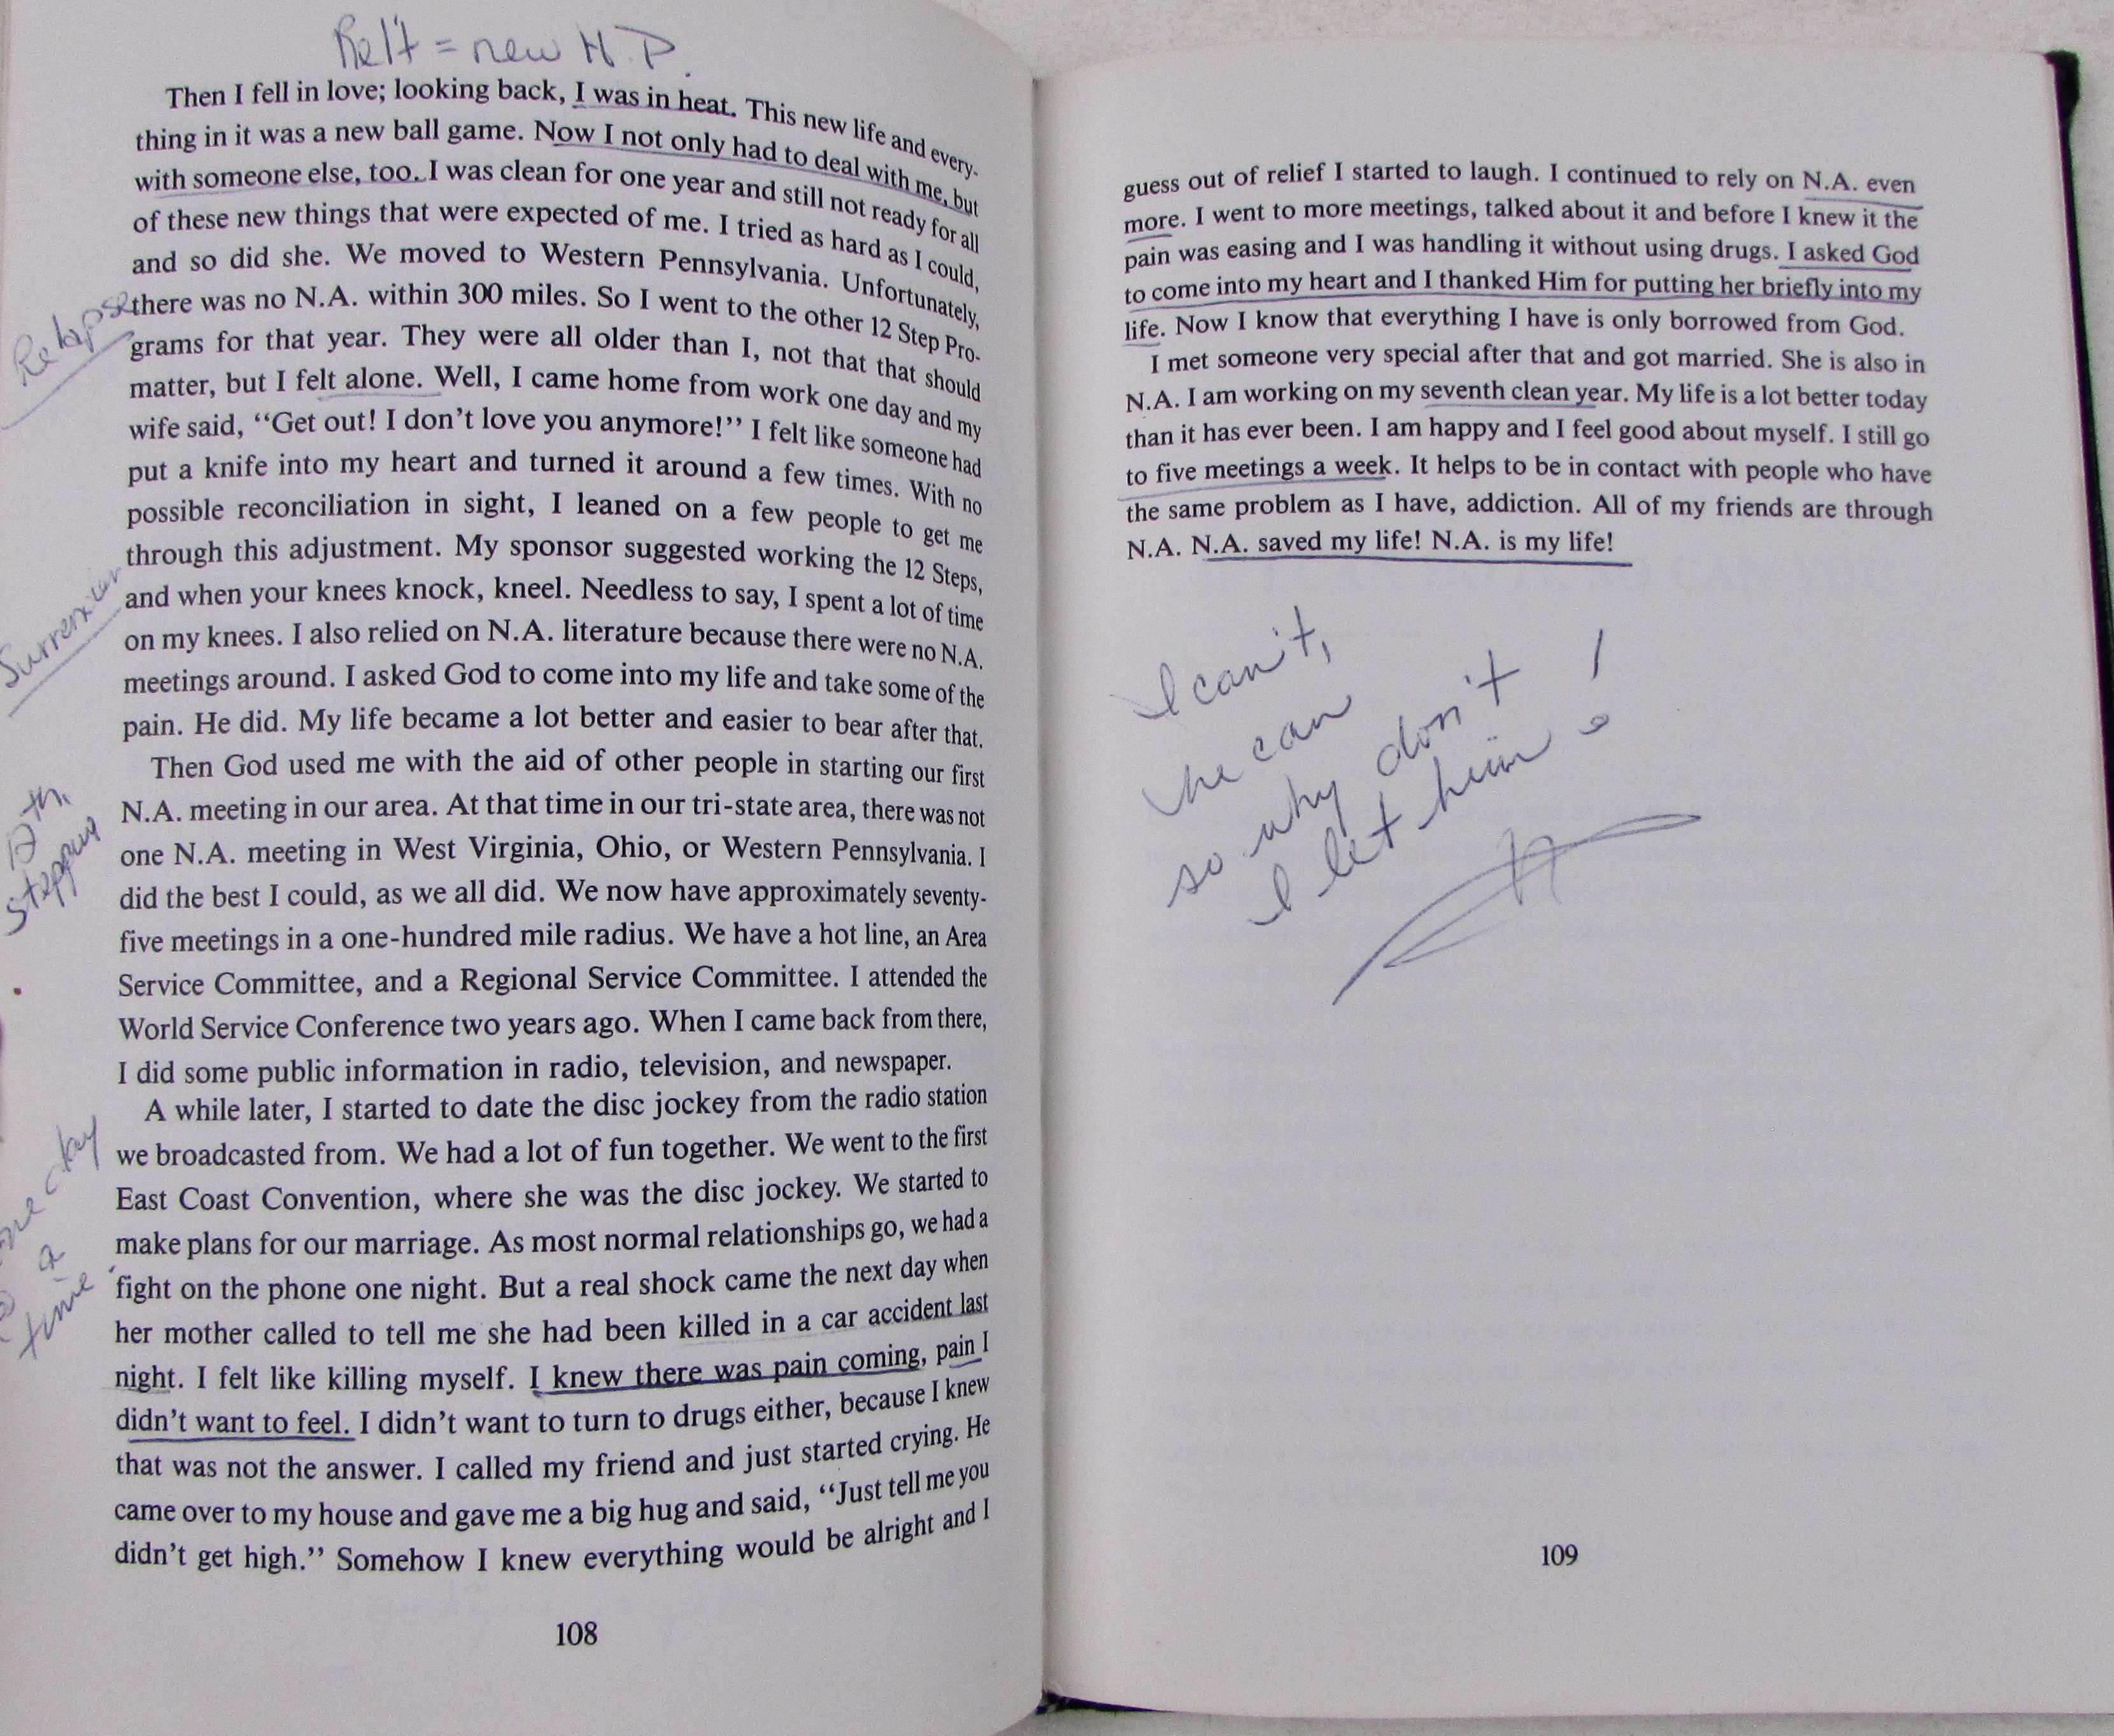 Rel't = new H.P.
Then I fell in love; looking back, I was in heat. This new life and every-
thing in it was a new ball game. Now I not only had to deal with me, but
with someone else, too. I was clean for one year and still not ready for all
of these new things that were expected of me. I tried as hard as I could,
and so did she. We moved to Western Pennsylvania. Unfortunately,
Relapse
there was no N.A. within 300 miles. So I went to the other 12 Step Pro-
grams for that year. They were all older than I, not that that should
matter, but I felt alone. Well, I came home from work one day and my
wife said, ‘‘Get out! I don’t love you anymore!’’ I felt like someone had
put a knife into my heart and turned it around a few times. With no
possible reconciliation in sight, I leaned on a few people to get me
through this adjustment. My sponsor suggested working the 12 Steps,
Surrender
and when your knees knock, kneel. Needless to say, I spent a lot of time
on my knees. I also relied on N.A. literature because there were no N.A.
meetings around. I asked God to come into my life and take some of the
pain. He did. My life became a lot better and easier to bear after that.
Then God used me with the aid of other people in starting our first
12th
stepping
N.A. meeting in our area. At that time in our tri-state area, there was not
one N.A. meeting in West Virginia, Ohio, or Western Pennsylvania. I
did the best I could, as we all did. We now have approximately seventy-
five meetings in a one-hundred mile radius. We have a hot line, an Area
Service Committee, and a Regional Service Committee. I attended the
World Service Conference two years ago. When I came back from there,
I did some public information in radio, television, and newspaper.
A while later, I started to date the disc jockey from the radio station
we broadcasted from. We had a lot of fun together. We went to the first
East Coast Convention, where she was the disc jockey. We started to
one day
a
time
make plans for our marriage. As most normal relationships go, we had a
fight on the phone one night. But a real shock came the next day when
her mother called to tell me she had been killed in a car accident last
night. I felt like killing myself. I knew there was pain coming, pain I
didn’t want to feel. I didn’t want to turn to drugs either, because I knew
that was not the answer. I called my friend and just started crying. He
came over to my house and gave me a big hug and said, ‘‘Just tell me you
didn’t get high.’’ Somehow I knew everything would be alright and I
108
guess out of relief I started to laugh. I continued to rely on N.A. even
more. I went to more meetings, talked about it and before I knew it the
pain was easing and I was handling it without using drugs. I asked God
to come into my heart and I thanked Him for putting her briefly into my
life. Now I know that everything I have is only borrowed from God.
I met someone very special after that and got married. She is also in
N.A. I am working on my seventh clean year. My life is a lot better today
than it has ever been. I am happy and I feel good about myself. I still go
to five meetings a week. It helps to be in contact with people who have
the same problem as I have, addiction. All of my friends are through
N.A. N.A. saved my life! N.A. is my life!
I can't,
he can
so why don't
I let him!
109